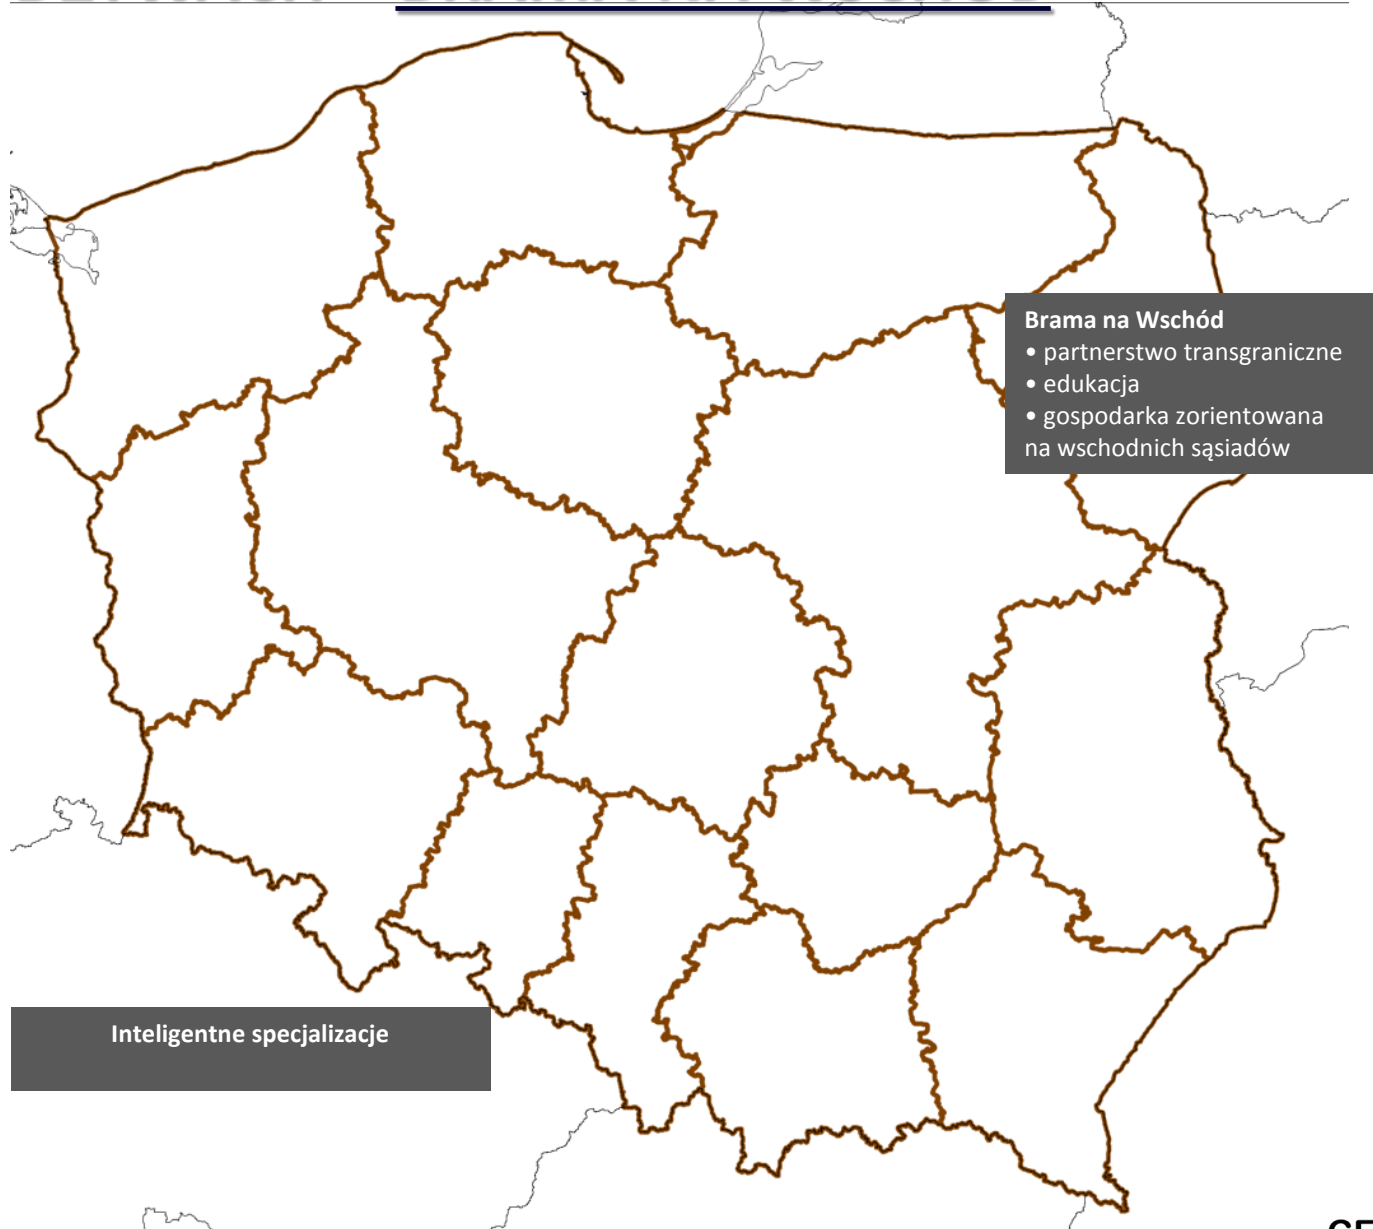 Brama na Wschód
• partnerstwo transgraniczne
• edukacja
• gospodarka zorientowana
na wschodnich sąsiadów
Inteligentne specjalizacje